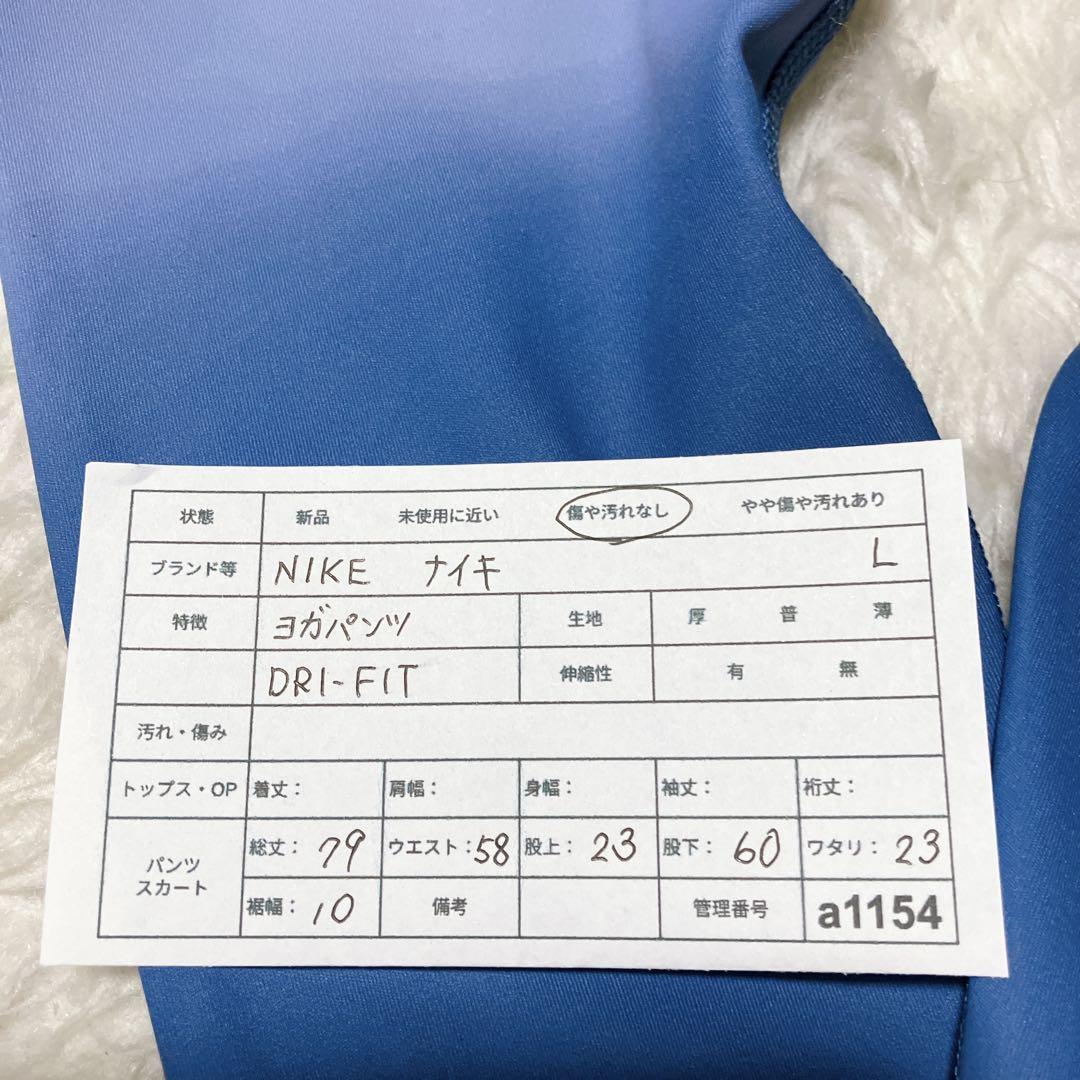 状態 新品 未使用に近い 傷や汚れなし やや傷や汚れあり
ブランド等 NIKE ナイキ L
特徴 ヨガパンツ 生地 厚 普 薄
DRI-FIT 伸縮性 有 無
汚れ・傷み
トップス・OP 着丈: 肩幅: 身幅: 袖丈: 裄丈:
パンツ
スカート
総丈: 79 ウエスト: 58 股上: 23 股下: 60 ワタリ: 23
裾幅: 10 備考 管理番号 a1154